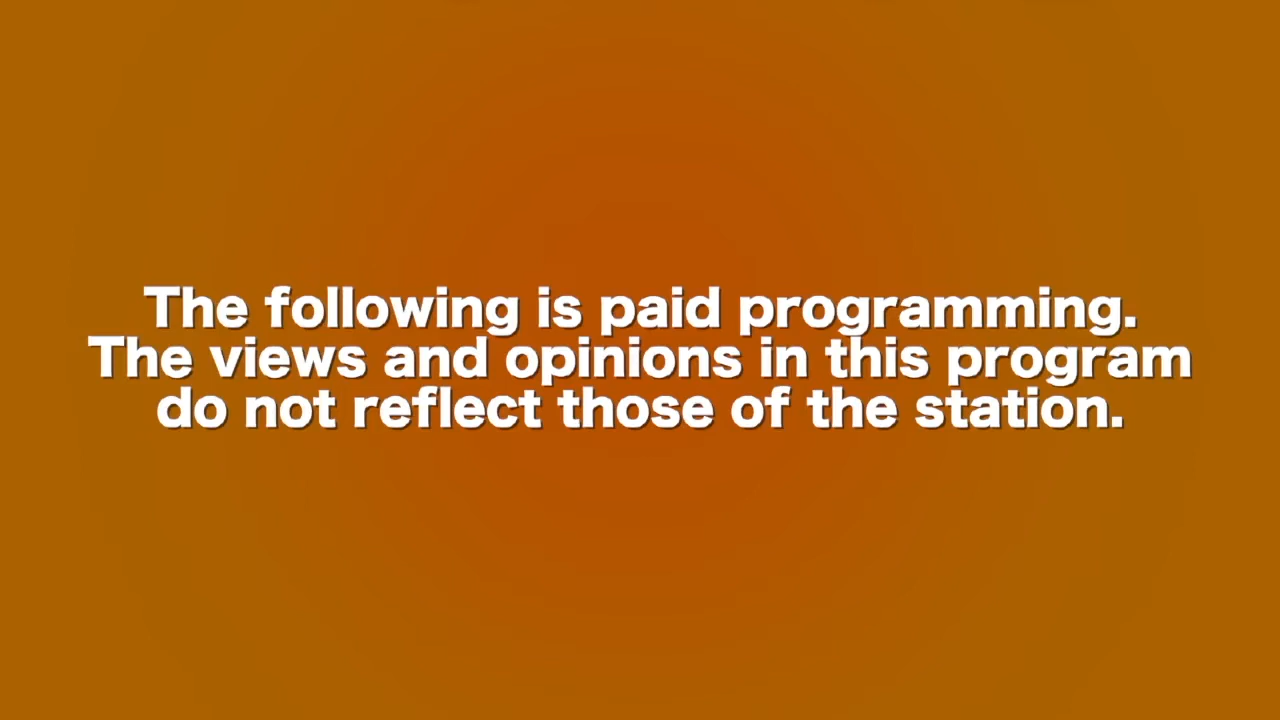 The following is paid programming.
The views and opinions in this program
do not reflect those of the station.